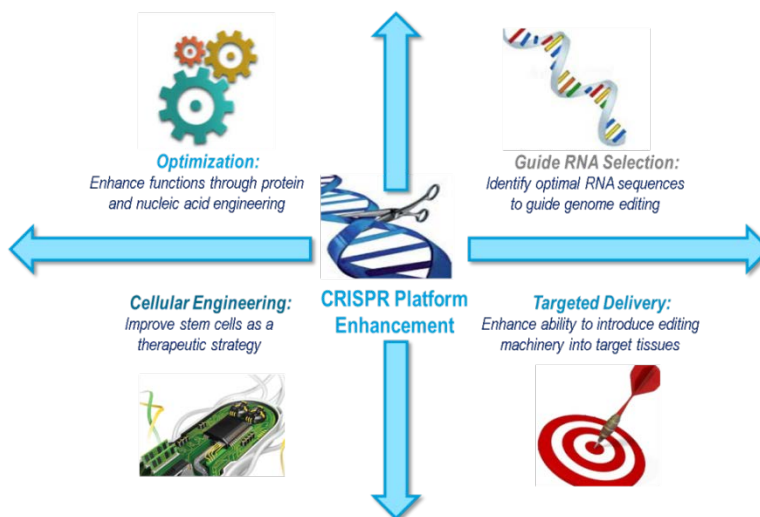 Optimization:
Enhance functions through protein
and nucleic acid engineering
Guide RNA Selection:
Identify optimal RNA sequences
to guide genome editing
CRISPR Platform
Enhancement
Cellular Engineering:
Improve stem cells as a
therapeutic strategy
Targeted Delivery:
Enhance ability to introduce editing
machinery into target tissues